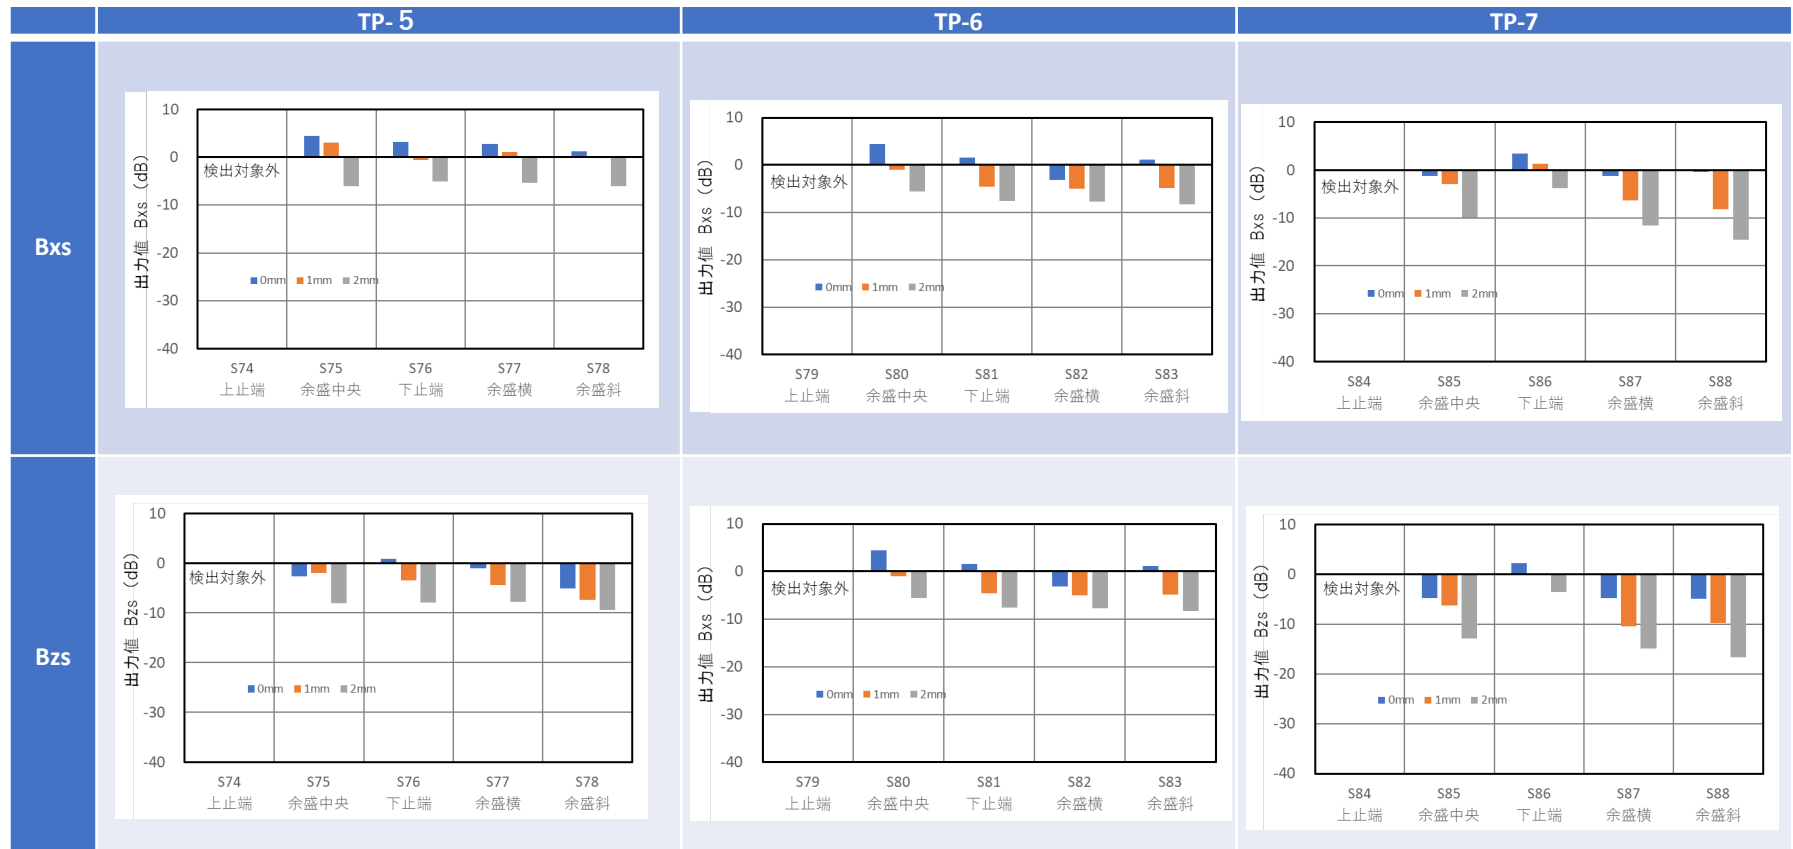 TP-５
TP-6
TP-7
Bxs
出力値 Bxs（dB）
10
0
-10
-20
-30
-40
検出対象外
0mm 1mm 2mm
S74 S75 S76 S77 S78
上止端 余盛中央 下止端 余盛横 余盛斜
出力値 Bxs（dB）
10
0
-10
-20
-30
-40
検出対象外
0mm 1mm 2mm
S79 S80 S81 S82 S83
上止端 余盛中央 下止端 余盛横 余盛斜
出力値 Bxs（dB）
10
0
-10
-20
-30
-40
検出対象外
0mm 1mm 2mm
S84 S85 S86 S87 S88
上止端 余盛中央 下止端 余盛横 余盛斜
Bzs
出力値 Bzs（dB）
10
0
-10
-20
-30
-40
検出対象外
0mm 1mm 2mm
S74 S75 S76 S77 S78
上止端 余盛中央 下止端 余盛横 余盛斜
出力値 Bxs（dB）
10
0
-10
-20
-30
-40
検出対象外
0mm 1mm 2mm
S79 S80 S81 S82 S83
上止端 余盛中央 下止端 余盛横 余盛斜
出力値 Bzs（dB）
10
0
-10
-20
-30
-40
検出対象外
0mm 1mm 2mm
S84 S85 S86 S87 S88
上止端 余盛中央 下止端 余盛横 余盛斜